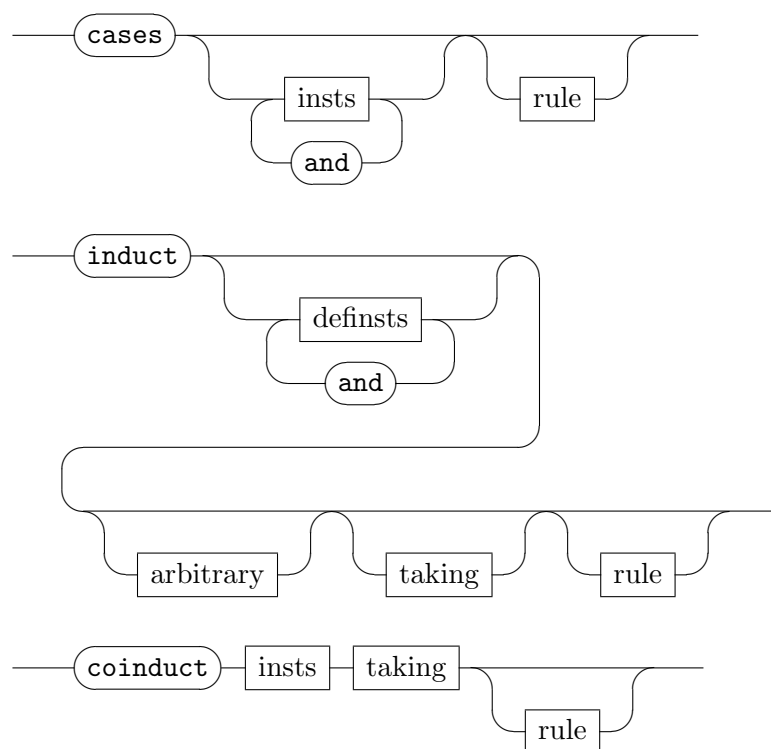 cases
insts rule
and
induct
definsts
and
arbitrary taking rule
coinduct insts taking
rule